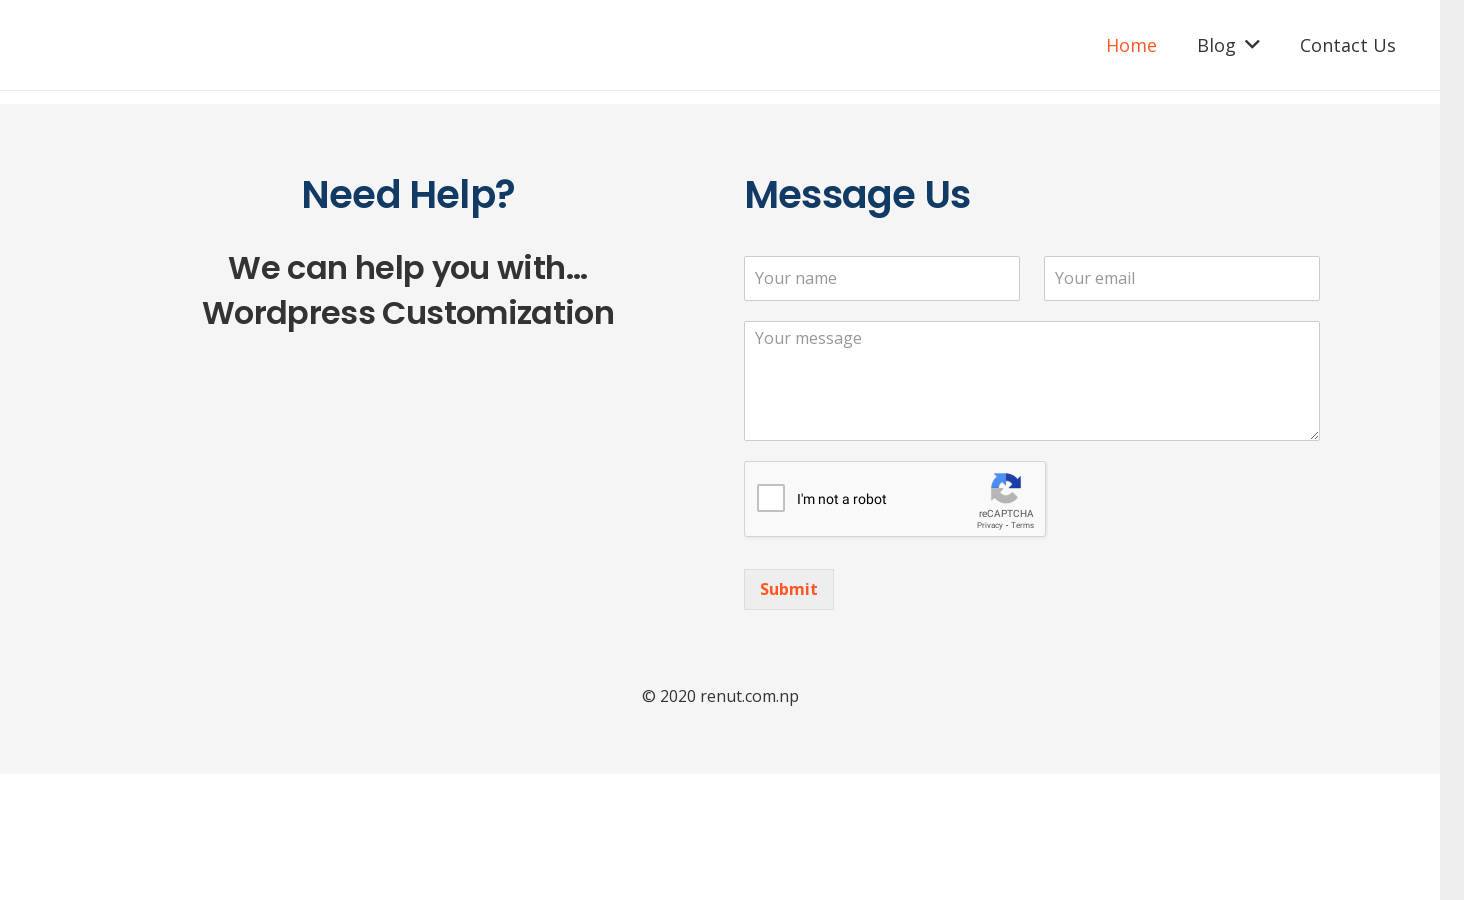 Home
Blog
Contact Us
Need Help?
We can help you with...
Wordpress Customization
Message Us
Your name
Your email
Your message
I'm not a robot
reCAPTCHA
Privacy - Terms
Submit
© 2020 renut.com.np